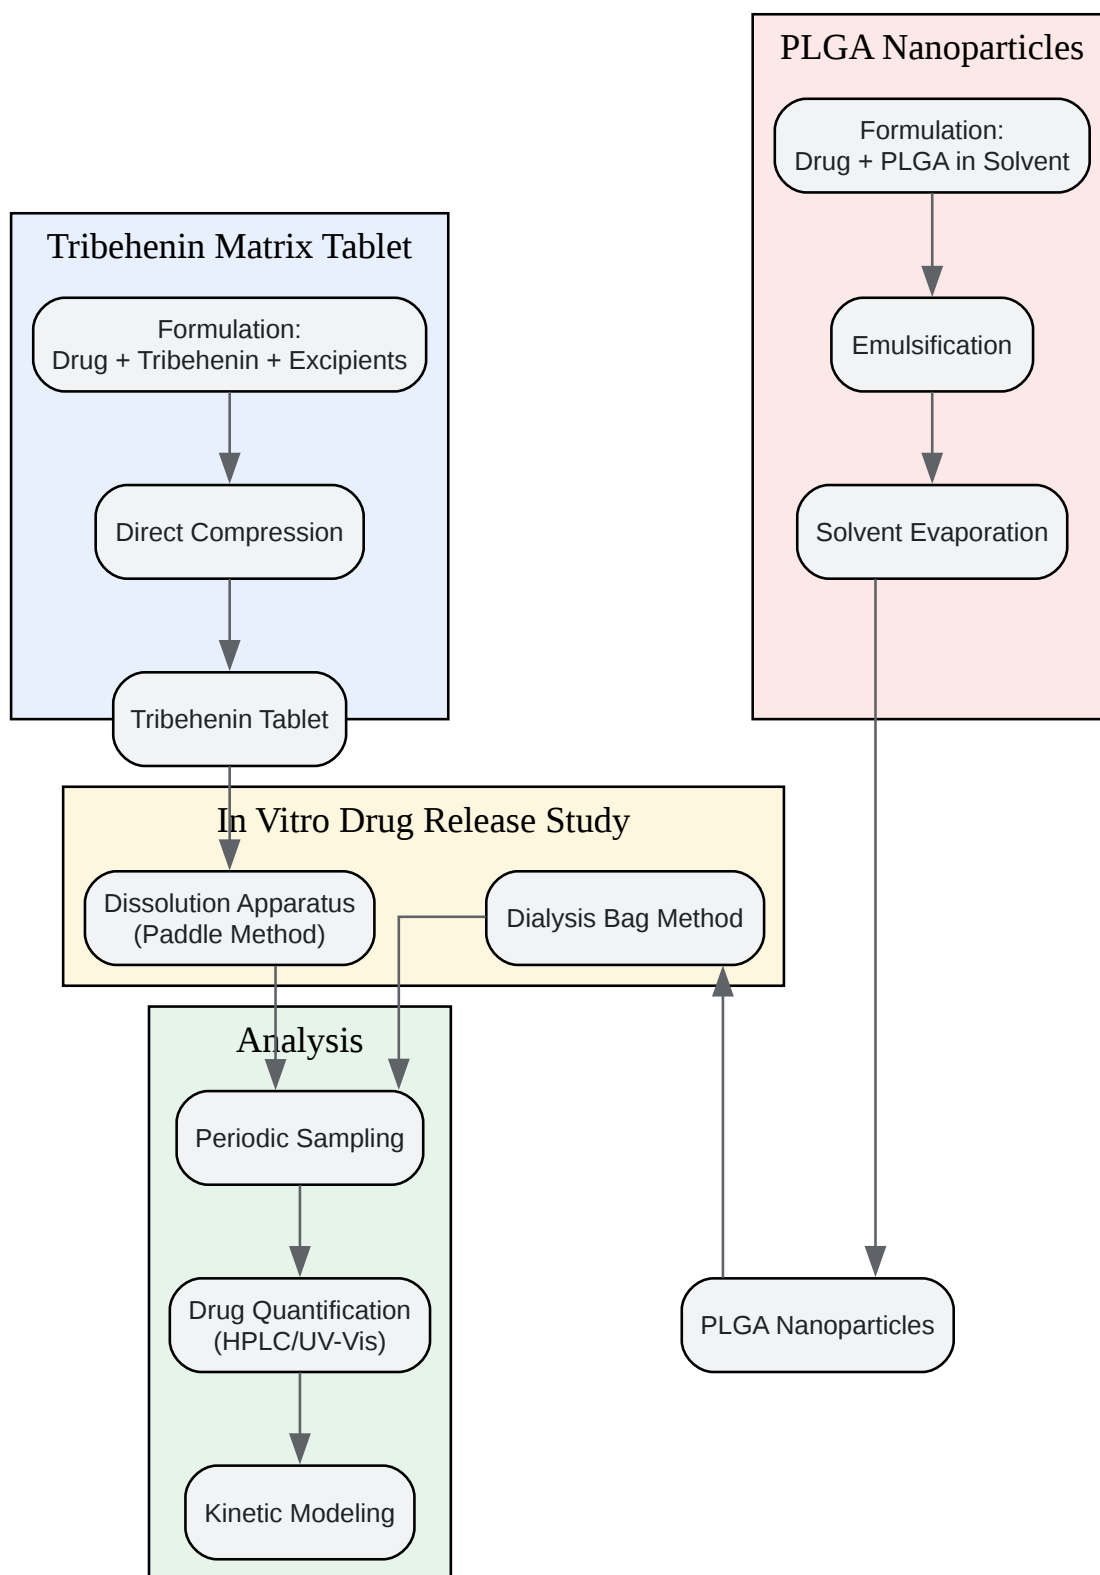 PLGA Nanoparticles
Formulation:
Drug + PLGA in Solvent
Emulsification
Solvent Evaporation
Tribehenin Matrix Tablet
Formulation:
Drug + Tribehenin + Excipients
Direct Compression
Tribehenin Tablet
In Vitro Drug Release Study
Dissolution Apparatus
(Paddle Method)
Dialysis Bag Method
Analysis
Periodic Sampling
Drug Quantification
(HPLC/UV-Vis)
PLGA Nanoparticles
Kinetic Modeling